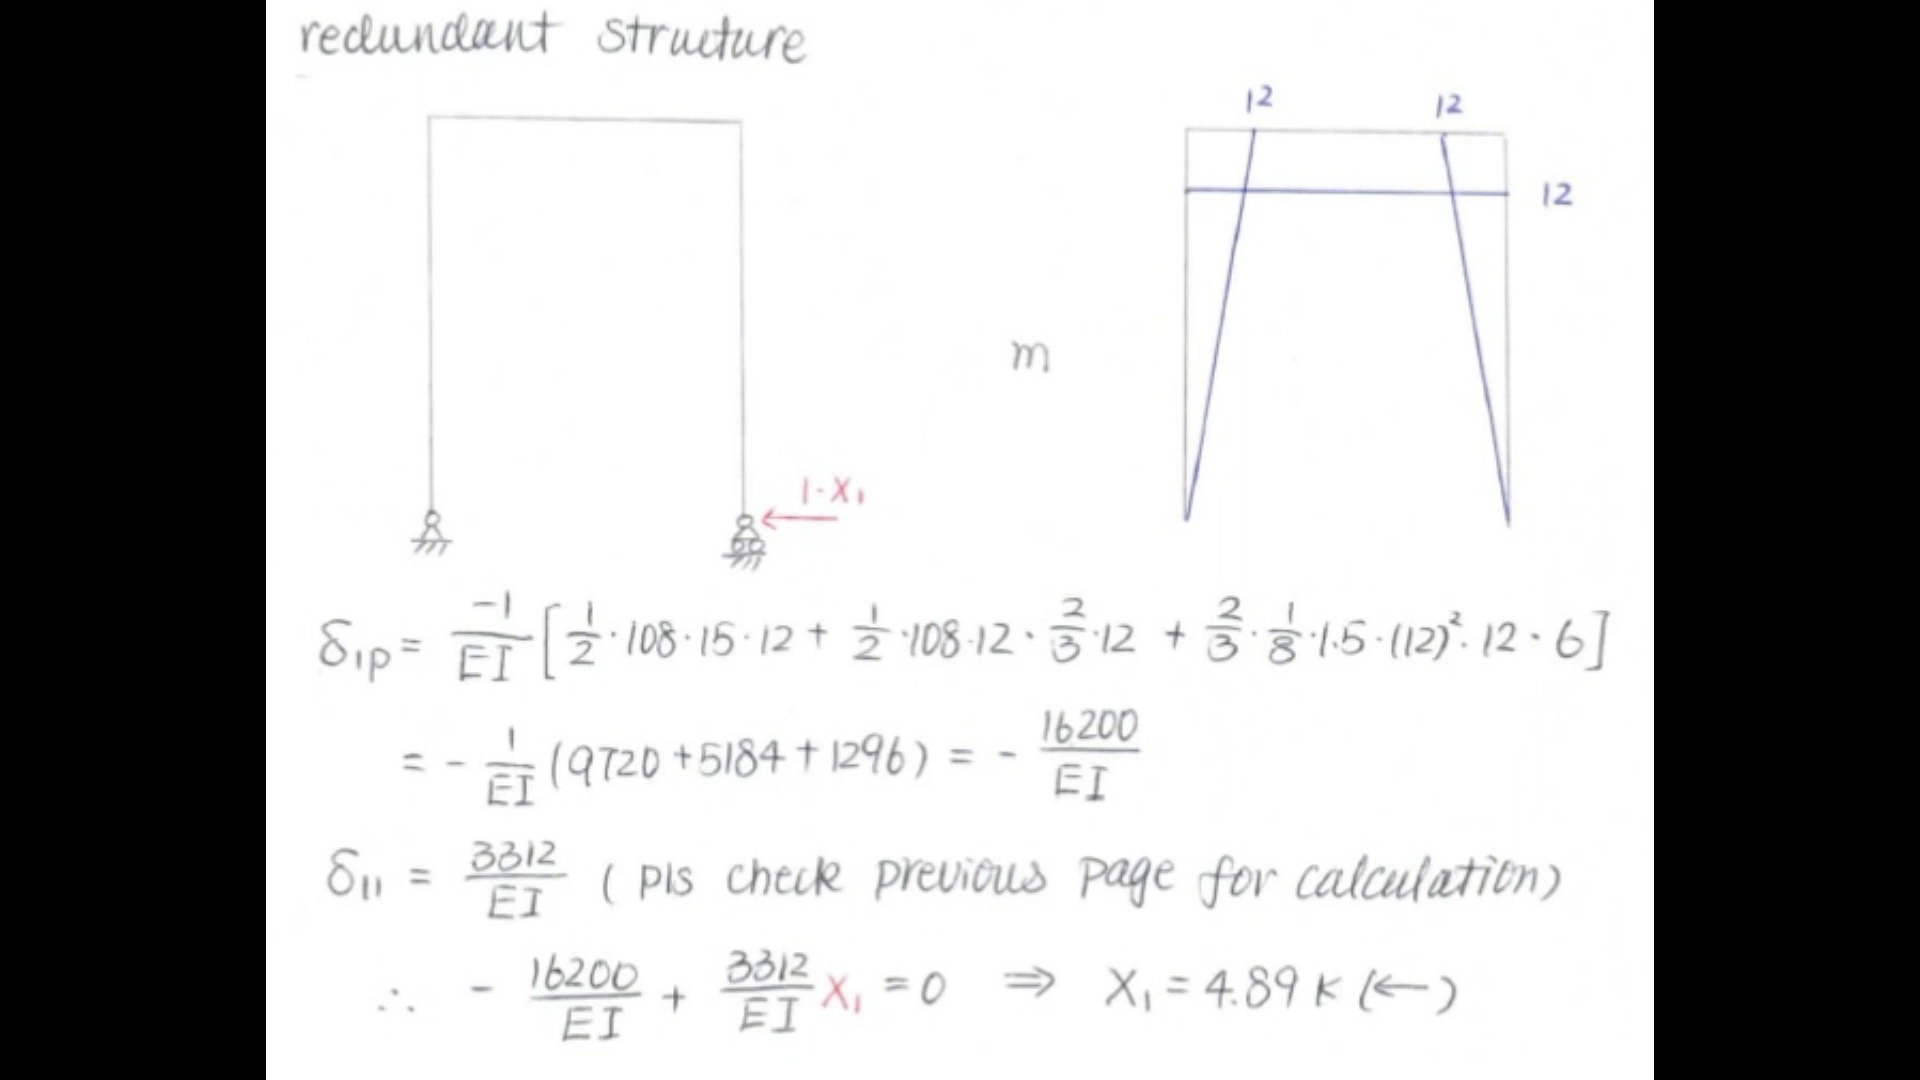 redundant structure
12 12
12
1·X₁
m
δ₁p = -1/EI [1/2·108·15·12 + 1/2·108·12·2/3·12 + 2/3·1/8·1.5·(12)²·12·6]
= - 1/EI (9720 + 5184 + 1296) = - 16200/EI
δ₁₁ = 3312/EI ( pls check previous page for calculation)
∴ - 16200/EI + 3312/EI X₁ = 0 ⇒ X₁ = 4.89 K (←)